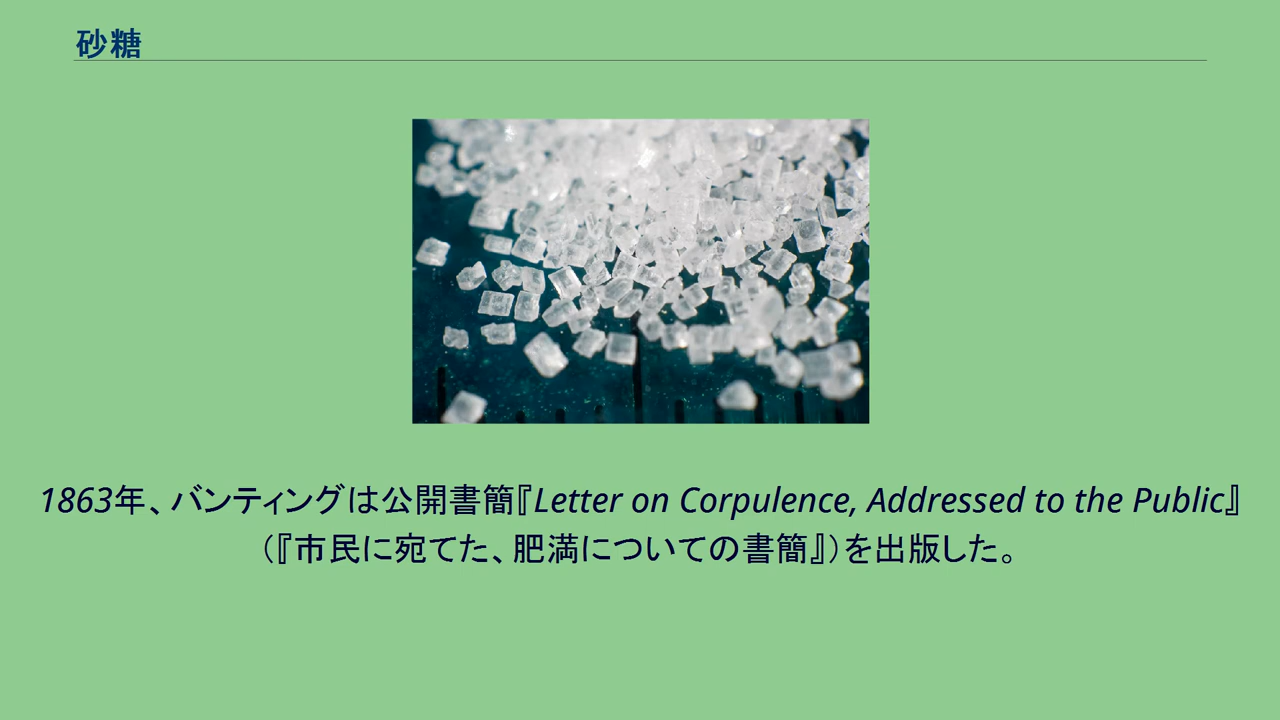 砂糖
1863年、バンティングは公開書簡『Letter on Corpulence, Addressed to the Public』
（『市民に宛てた、肥満についての書簡』）を出版した。